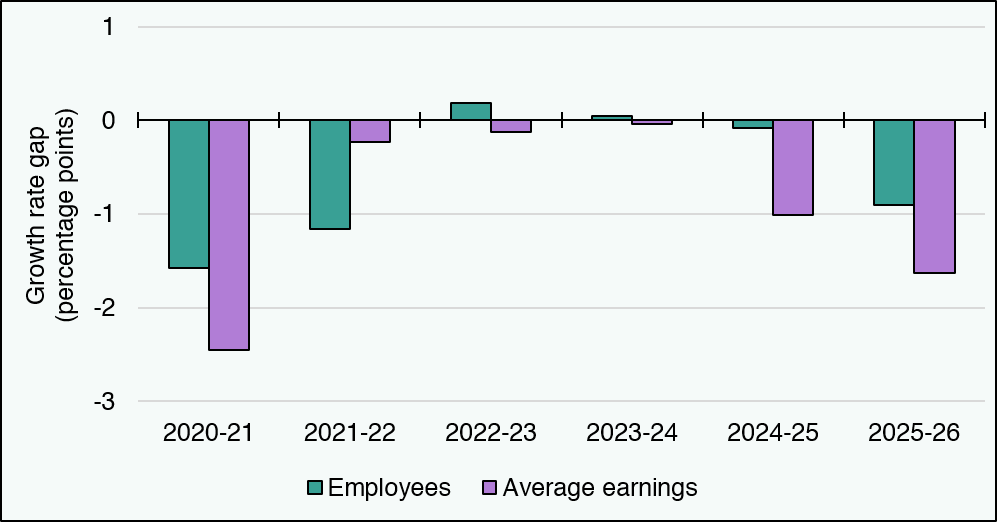 1
0
-1
-2
-3
Growth rate gap
(percentage points)
2020-21 2021-22 2022-23 2023-24 2024-25 2025-26
Employees Average earnings